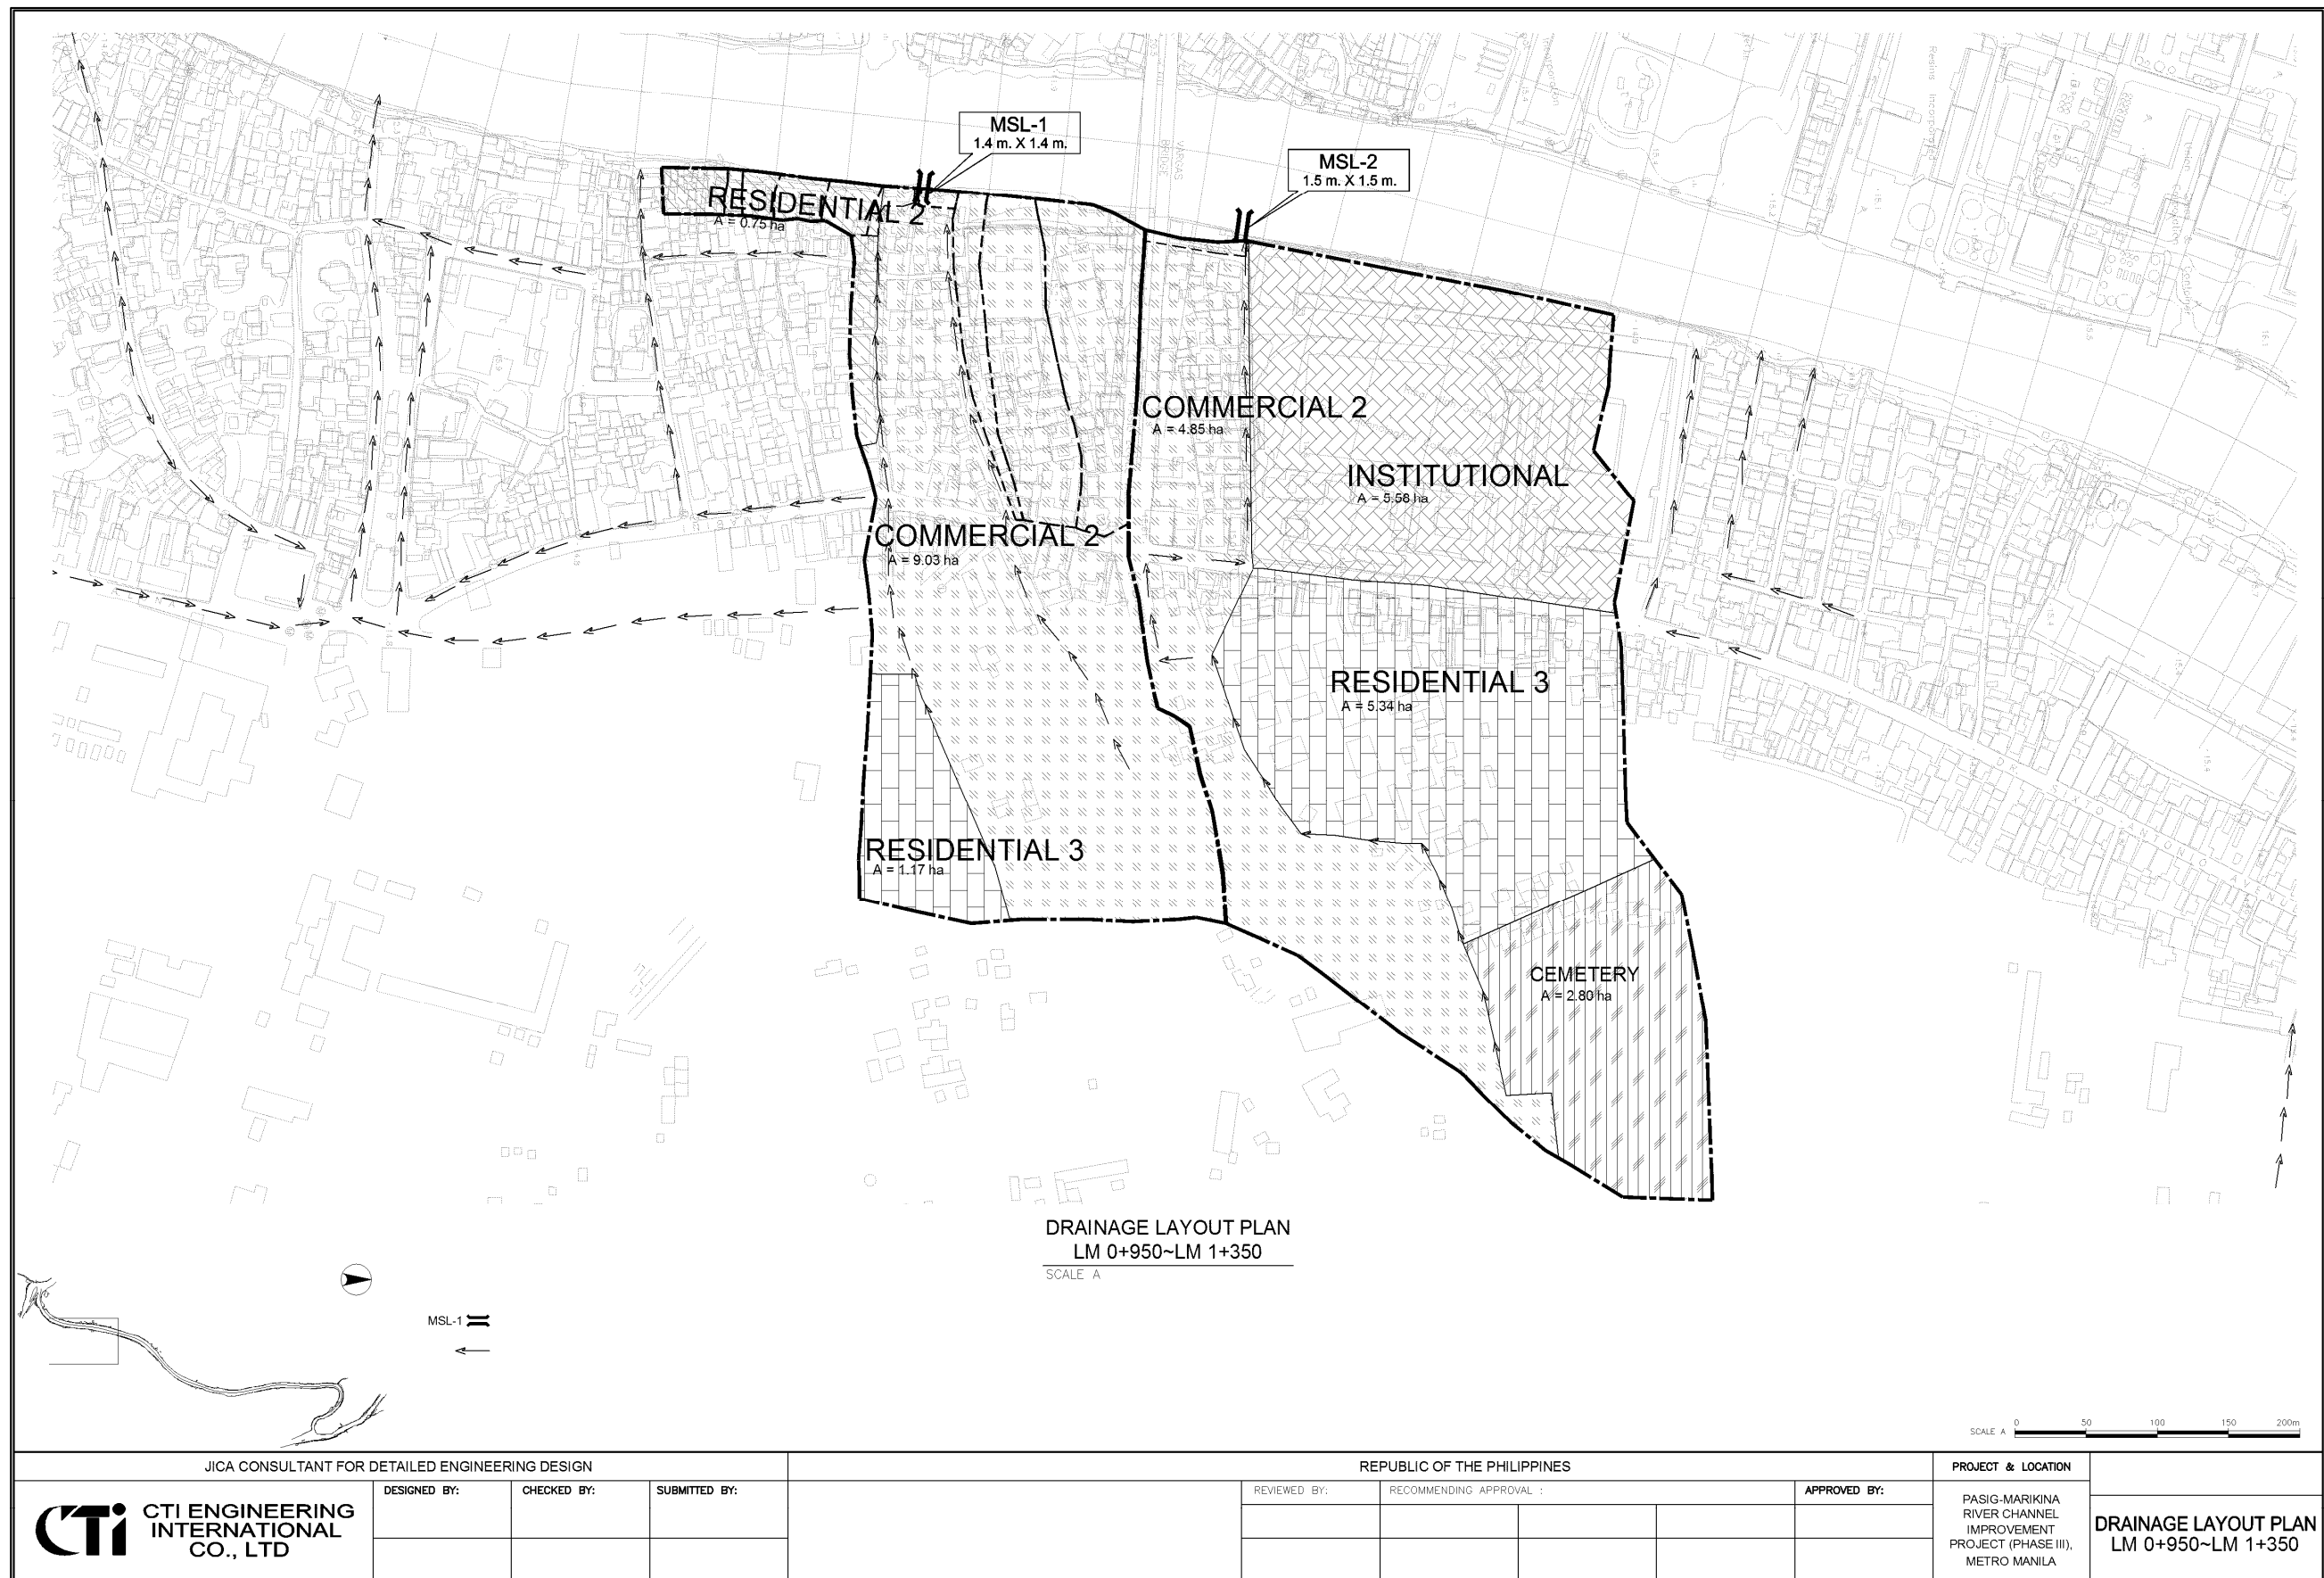 MSL-1
1.4 m. X 1.4 m.
MSL-2
1.5 m. X 1.5 m.
VARGAS
BRIDGE
RESIDENTIAL 2
A = 0.75 ha
COMMERCIAL 2
A = 4.85 ha
INSTITUTIONAL
A = 5.58 ha
COMMERCIAL 2
A = 9.03 ha
RESIDENTIAL 3
A = 5.34 ha
RESIDENTIAL 3
A = 1.17 ha
CEMETERY
A = 2.80 ha
DRAINAGE LAYOUT PLAN
LM 0+950~LM 1+350
SCALE A
MSL-1
SCALE A
0 50 100 150 200m
JICA CONSULTANT FOR DETAILED ENGINEERING DESIGN
CTi
CTI ENGINEERING
INTERNATIONAL
CO., LTD
DESIGNED BY:
CHECKED BY:
SUBMITTED BY:
REPUBLIC OF THE PHILIPPINES
REVIEWED BY:
RECOMMENDING APPROVAL :
APPROVED BY:
PROJECT & LOCATION
PASIG-MARIKINA
RIVER CHANNEL
IMPROVEMENT
PROJECT (PHASE III),
METRO MANILA
DRAINAGE LAYOUT PLAN
LM 0+950~LM 1+350